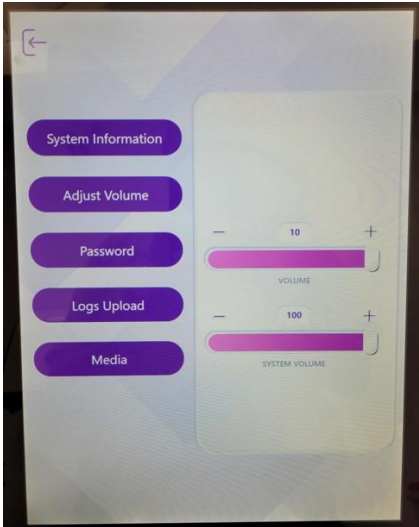 System Information
Adjust Volume
Password
Logs Upload
Media
− 10 +
VOLUME
− 100 +
SYSTEM VOLUME